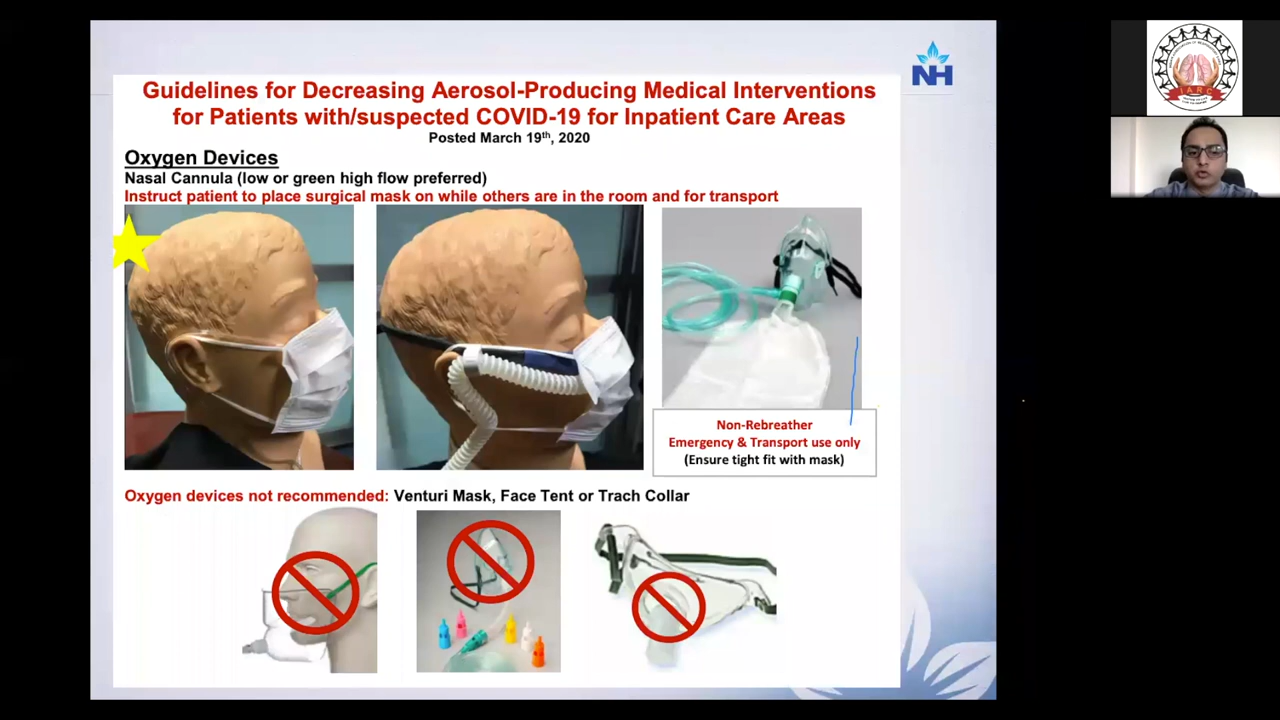 NH
Guidelines for Decreasing Aerosol-Producing Medical Interventions
for Patients with/suspected COVID-19 for Inpatient Care Areas
Posted March 19th, 2020
Oxygen Devices
Nasal Cannula (low or green high flow preferred)
Instruct patient to place surgical mask on while others are in the room and for transport
Non-Rebreather
Emergency & Transport use only
(Ensure tight fit with mask)
Oxygen devices not recommended: Venturi Mask, Face Tent or Trach Collar
IARC